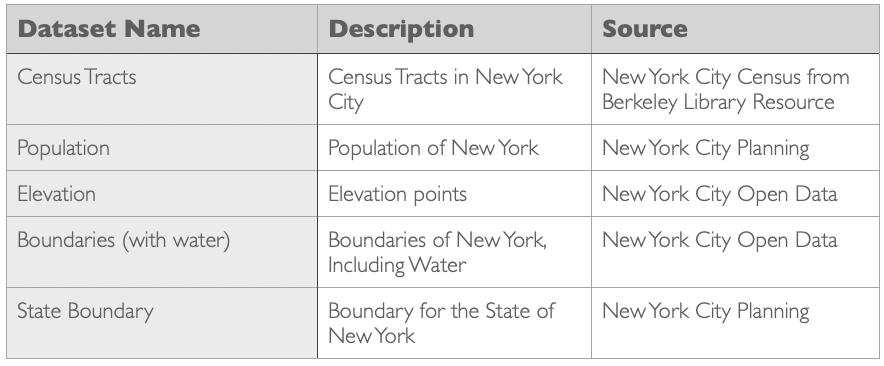 Dataset Name Description Source
Census Tracts Census Tracts in New York New York City Census from
City Berkeley Library Resource
Population Population of New York New York City Planning
Elevation Elevation points New York City Open Data
Boundaries (with water) Boundaries of New York, New York City Open Data
Including Water
State Boundary Boundary for the State of New York City Planning
New York